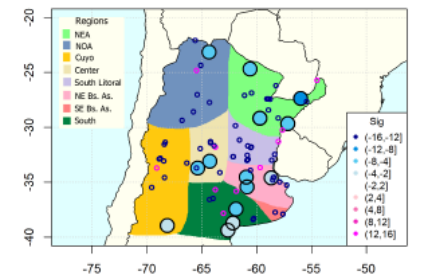 Regions
NEA
NOA
Cuyo
Center
South Litoral
NE Bs. As.
SE Bs. As.
South
-20
-25
-30
-35
-40
Sig
(-16,-12]
(-12,-8]
(-8,-4]
(-4,-2]
(-2,2]
(2,4]
(4,8]
(8,12]
(12,16]
-75
-70
-65
-60
-55
-50